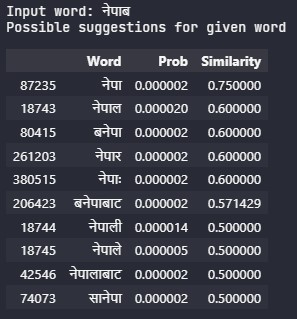 Input word: नेपाब
Possible suggestions for given word
Word Prob Similarity
87235 नेपा 0.000002 0.750000
18743 नेपाल 0.000020 0.600000
80415 बनेपा 0.000002 0.600000
261203 नेपार 0.000002 0.600000
380515 नेपाः 0.000002 0.600000
206423 बनेपाबाट 0.000002 0.571429
18744 नेपाली 0.000014 0.500000
18745 नेपाले 0.000005 0.500000
42546 नेपालाबाट 0.000002 0.500000
74073 सानेपा 0.000002 0.500000